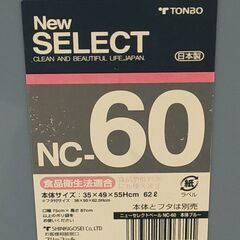 TONBO
New
SELECT
CLEAN AND BEAUTIFUL LIFE.JAPAN.
日本製
NC-60
食品衛生法適合
本体サイズ：35×49×55Hcm 62ℓ
本体とフタは別売
紙
ラベル
ニューセレクトペール NC-60 本体ブルー
SHINKIGOSEI Co.,LTD